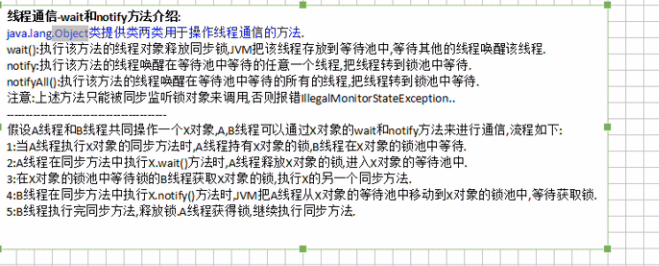 线程通信-wait和notify方法介绍:
java.lang.Object类提供类两类用于操作线程通信的方法.
wait():执行该方法的线程对象释放同步锁,JVM把该线程存放到等待池中,等待其他的线程唤醒该线程.
notify:执行该方法的线程唤醒在等待池中等待的任意一个线程,把线程转到锁池中等待.
notifyAll():执行该方法的线程唤醒在等待池中等待的所有的线程,把线程转到锁池中等待.
注意:上述方法只能被同步监听锁对象来调用,否则报错IllegalMonitorStateException..
--------------------------------------
假设A线程和B线程共同操作一个X对象,A,B线程可以通过X对象的wait和notify方法来进行通信,流程如下:
1:当A线程执行X对象的同步方法时,A线程持有X对象的锁,B线程在X对象的锁池中等待.
2:A线程在同步方法中执行X.wait()方法时,A线程释放X对象的锁,进入X对象的等待池中.
3:在X对象的锁池中等待锁的B线程获取X对象的锁,执行X的另一个同步方法.
4:B线程在同步方法中执行X.notify()方法时,JVM把A线程从X对象的等待池中移动到X对象的锁池中,等待获取锁.
5:B线程执行完同步方法,释放锁.A线程获得锁,继续执行同步方法.